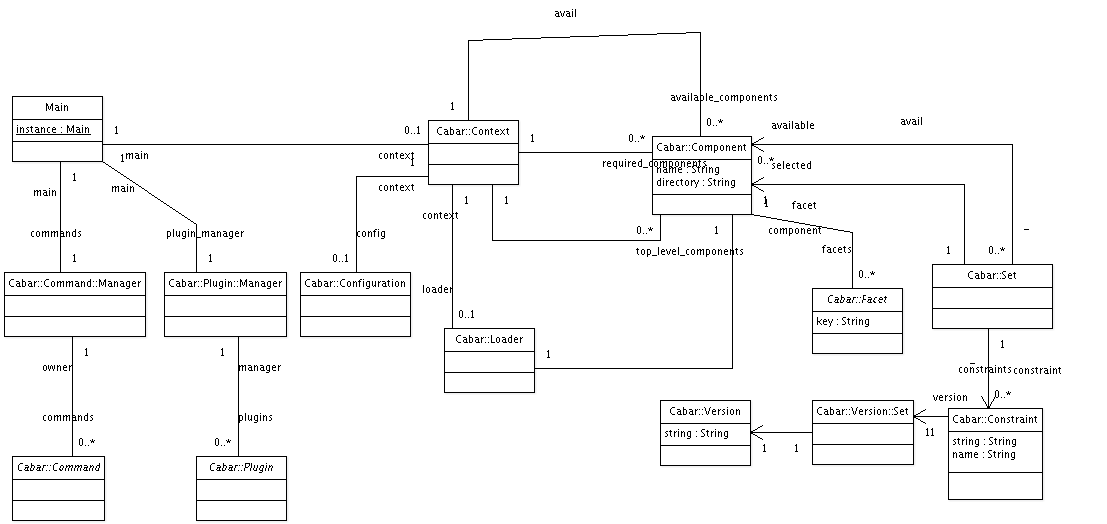 avail
available_components
1
0..*
Main
instance : Main
1
0..1
Cabar::Context
1
0..*
Cabar::Component
name : String
directory : String
available
avail
0..*
selected
1
main
context
1
required_components
1
main
main
context
1
1
context
1
facet
component
0..*
1
top_level_components
commands
plugin_manager
config
facets
1
1
0..1
0..*
1
0..*
Cabar::Command::Manager
Cabar::Plugin::Manager
Cabar::Configuration
Cabar::Set
loader
0..1
Cabar::Facet
key : String
Cabar::Loader
1
1
1
1
owner
manager
constraints
constraint
0..*
version
commands
plugins
0..*
0..*
Cabar::Version
string : String
Cabar::Version::Set
Cabar::Constraint
string : String
name : String
11
1
1
Cabar::Command
Cabar::Plugin